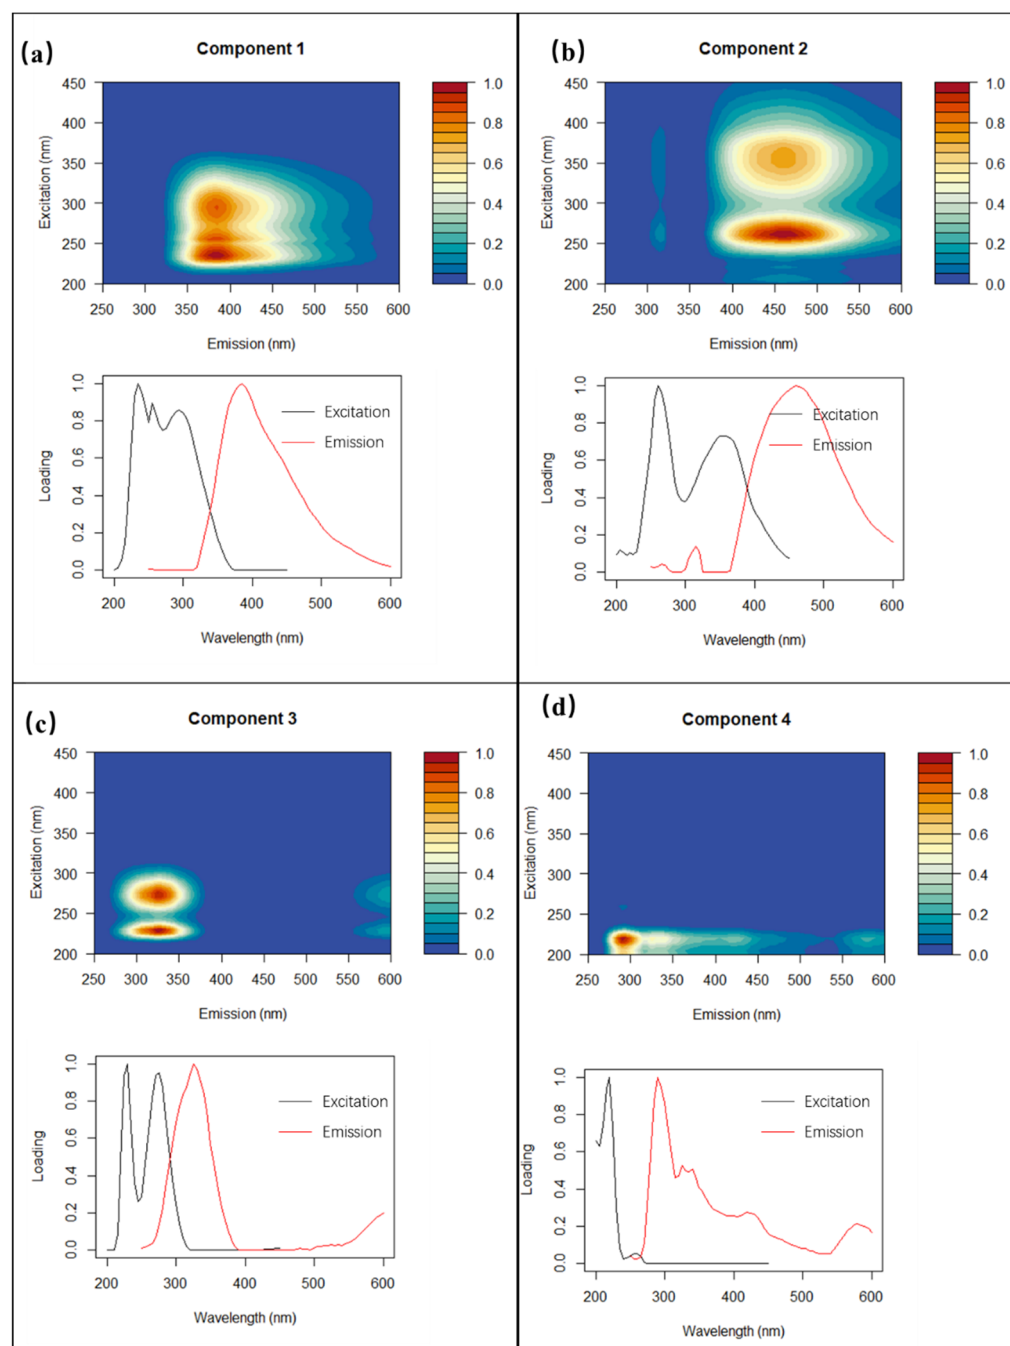 (a)
Component 1
450
400
350
300
250
200
Excitation (nm)
250 300 350 400 450 500 550 600
Emission (nm)
1.0
0.8
0.6
0.4
0.2
0.0
Loading
1.0
0.8
0.6
0.4
0.2
0.0
Excitation
Emission
200 300 400 500 600
Wavelength (nm)
(b)
Component 2
450
400
350
300
250
200
Excitation (nm)
250 300 350 400 450 500 550 600
Emission (nm)
1.0
0.8
0.6
0.4
0.2
0.0
Loading
1.0
0.8
0.6
0.4
0.2
0.0
Excitation
Emission
200 300 400 500 600
Wavelength (nm)
(c)
Component 3
450
400
350
300
250
200
Excitation (nm)
250 300 350 400 450 500 550 600
Emission (nm)
1.0
0.8
0.6
0.4
0.2
0.0
Loading
1.0
0.8
0.6
0.4
0.2
0.0
Excitation
Emission
200 300 400 500 600
Wavelength (nm)
(d)
Component 4
450
400
350
300
250
200
Excitation (nm)
250 300 350 400 450 500 550 600
Emission (nm)
1.0
0.8
0.6
0.4
0.2
0.0
Loading
1.0
0.8
0.6
0.4
0.2
0.0
Excitation
Emission
200 300 400 500 600
Wavelength (nm)